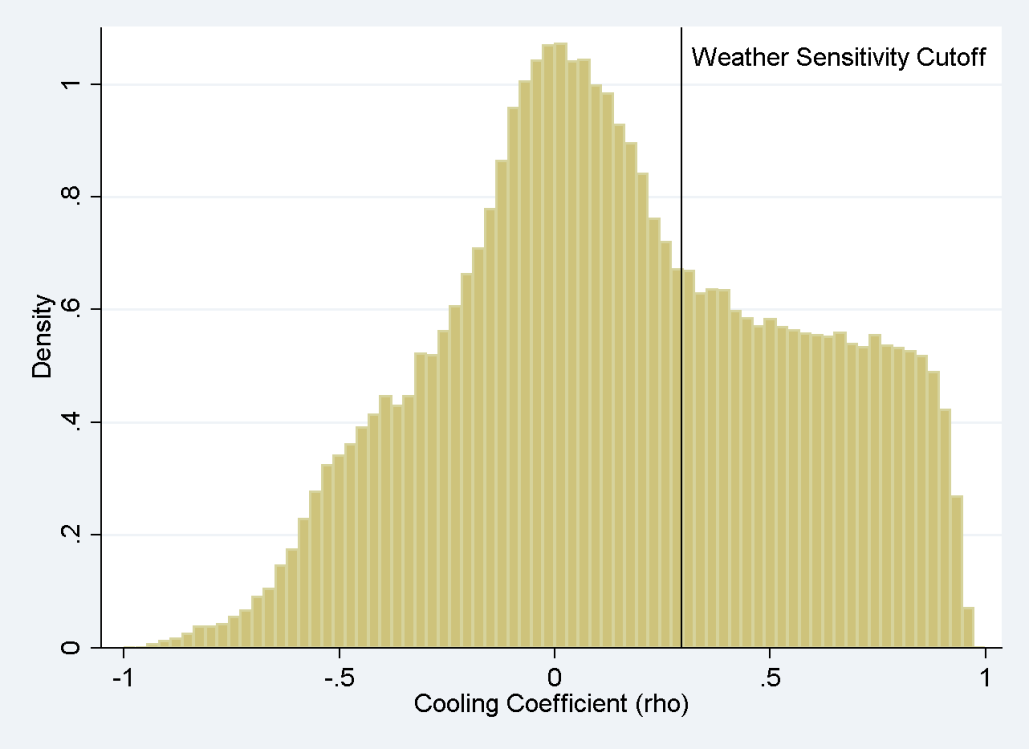 Weather Sensitivity Cutoff
1
.8
.6
.4
.2
0
Density
-1 -.5 0 .5 1
Cooling Coefficient (rho)